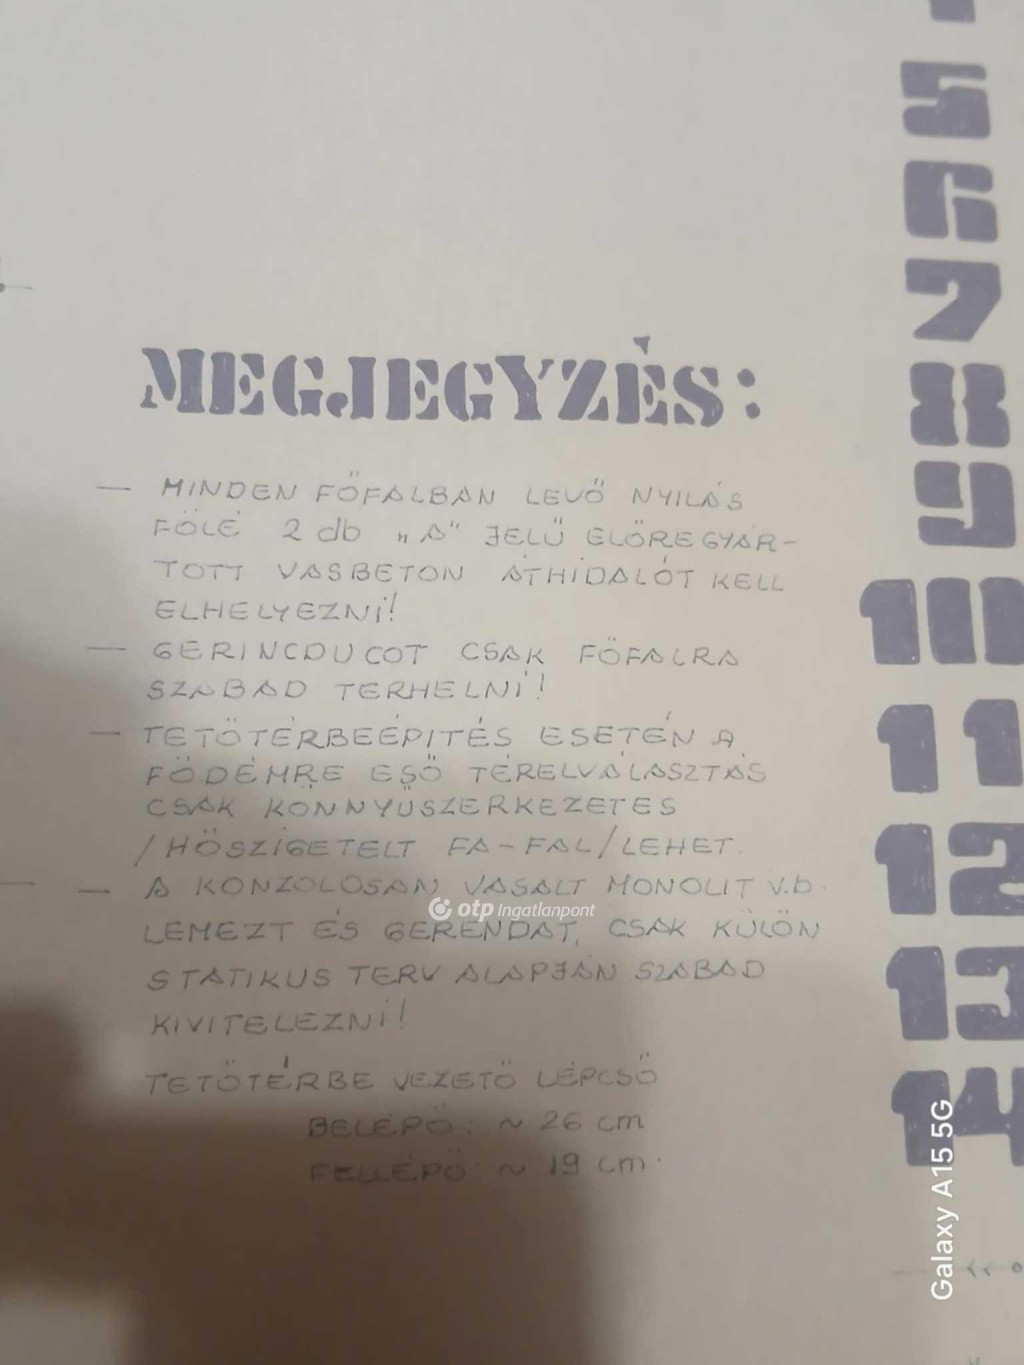 MEGJEGYZÉS:
— MINDEN FŐFALBAN LEVŐ NYILÁS
FÖLÉ 2 db „A" JELŰ ELŐREGYÁR-
TOTT VASBETON ÁTHIDALÓT KELL
ELHELYEZNI!
— GERINCDUCOT CSAK FŐFALRA
SZABAD TERHELNI!
— TETŐTÉRBEÉPITÉS ESETÉN A
FÖDÉMRE ESŐ TÉRELVÁLASZTÁS
CSAK KÖNNYŰSZERKEZETES
/HŐSZIGETELT FA-FAL/LEHET.
— A KONZOLOSAN VASALT MONOLIT v.b.
LEMEZT ÉS GERENDÁT, CSAK KÜLÖN
STATIKUS TERV ALAPJÁN SZABAD
KIVITELEZNI!
TETŐTÉRBE VEZETŐ LÉPCSŐ
BELÉPŐ: ~ 26 cm
FELLÉPŐ: ~ 19 cm.
5
6
7
8
9
10
11
12
13
14
otp Ingatlanpont
Galaxy A15 5G